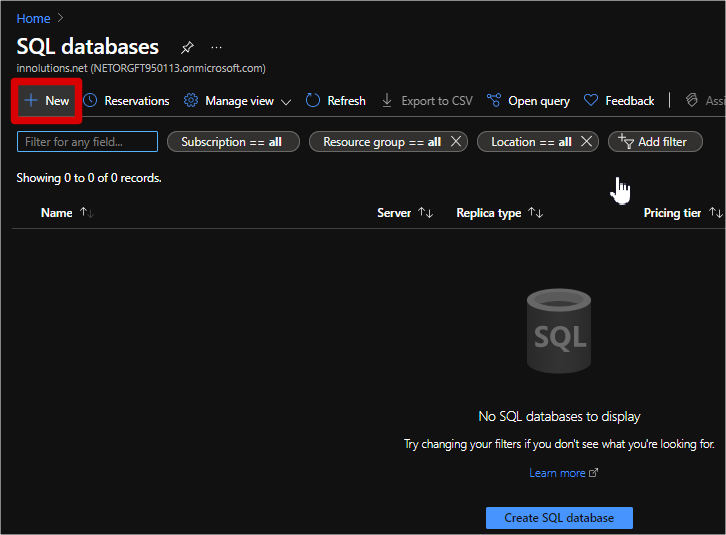 Home
SQL databases
innolutions.net (NETORGFT950113.onmicrosoft.com)
New Reservations Manage view Refresh Export to CSV Open query Feedback
Filter for any field... Subscription == all Resource group == all Location == all Add filter
Showing 0 to 0 of 0 records.
Name Server Replica type Pricing tier
SQL
No SQL databases to display
Try changing your filters if you don't see what you're looking for.
Learn more
Create SQL database